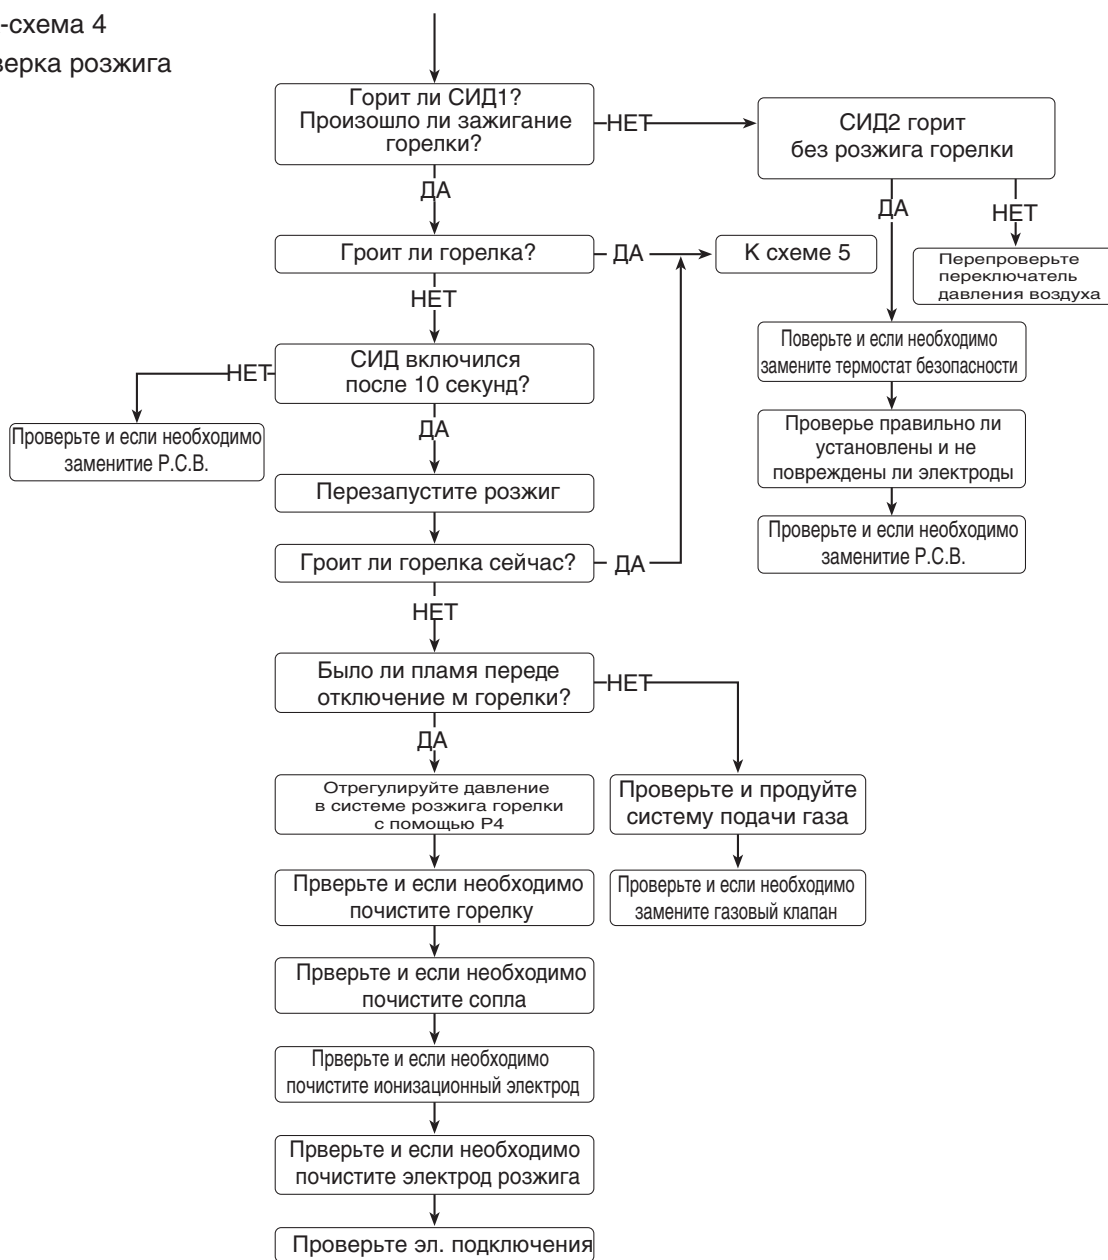 -схема 4
верка розжига
Горит ли СИД1?
Произошло ли зажигание
горелки?
НЕТ
СИД2 горит
без розжига горелки
ДА
ДА
НЕТ
Гроит ли горелка?
ДА
К схеме 5
Перепроверьте
переключатель
давления воздуха
НЕТ
СИД включился
после 10 секунд?
НЕТ
Поверьте и если необходимо
замените термостат безопасности
ДА
Проверьте и если необходимо
заменитие P.C.B.
Проверье правильно ли
установлены и не
повреждены ли электроды
Перезапустите розжиг
Проверьте и если необходимо
заменитие P.C.B.
Гроит ли горелка сейчас?
ДА
НЕТ
Было ли пламя переде
отключение м горелки?
НЕТ
ДА
Отрегулируйте давление
в системе розжига горелки
с помощью P4
Проверьте и продуйте
систему подачи газа
Прверьте и если необходимо
почистите горелку
Проверьте и если необходимо
замените газовый клапан
Прверьте и если необходимо
почистите сопла
Прверьте и если необходимо
почистите ионизационный электрод
Прверьте и если необходимо
почистите электрод розжига
Проверьте эл. подключения